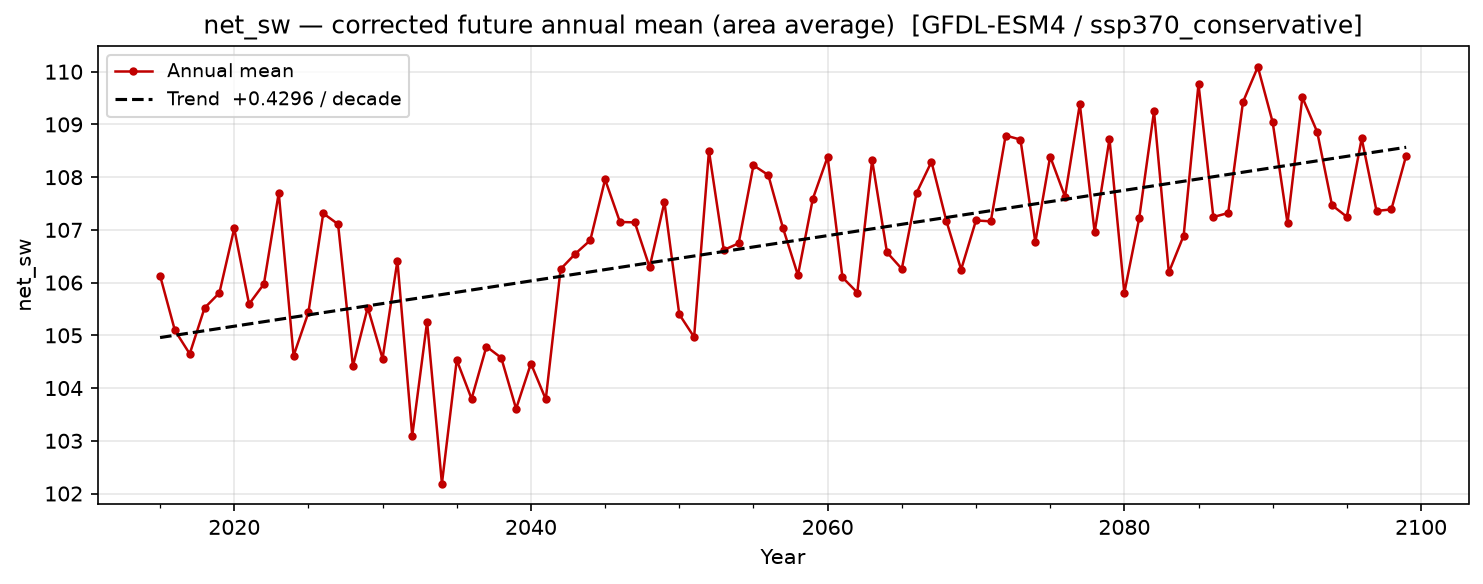 net_sw — corrected future annual mean (area average)  [GFDL-ESM4 / ssp370_conservative]
Annual mean
Trend  +0.4296 / decade
110
109
108
107
106
105
104
103
102
net_sw
2020
2040
2060
2080
2100
Year